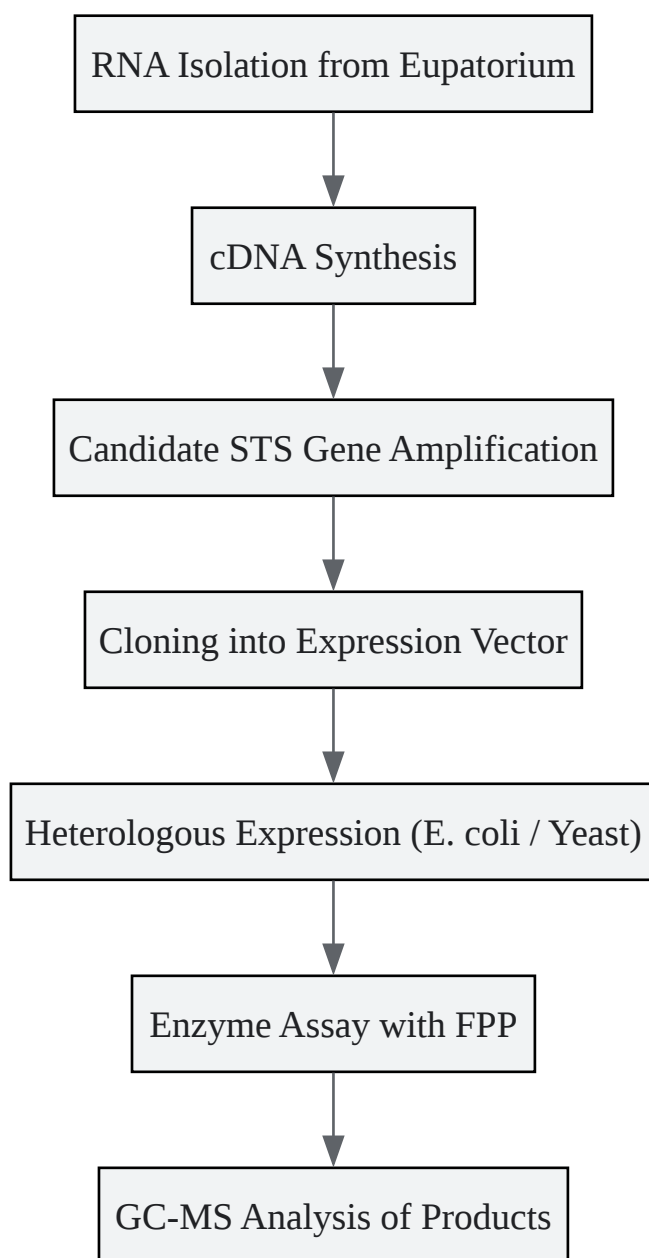 RNA Isolation from Eupatorium
cDNA Synthesis
Candidate STS Gene Amplification
Cloning into Expression Vector
Heterologous Expression (E. coli / Yeast)
Enzyme Assay with FPP
GC-MS Analysis of Products